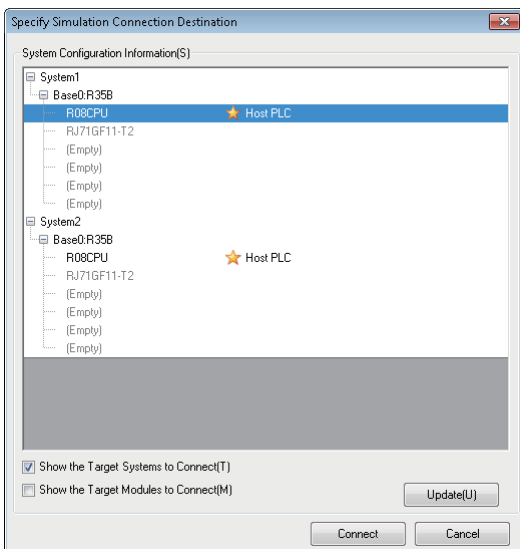 Specify Simulation Connection Destination
System Configuration Information(S)
System1
Base0:R35B
R08CPU Host PLC
RJ71GF11-T2
(Empty)
(Empty)
(Empty)
(Empty)
System2
Base0:R35B
R08CPU Host PLC
RJ71GF11-T2
(Empty)
(Empty)
(Empty)
(Empty)
Show the Target Systems to Connect(T)
Show the Target Modules to Connect(M)
Update(U)
Connect Cancel